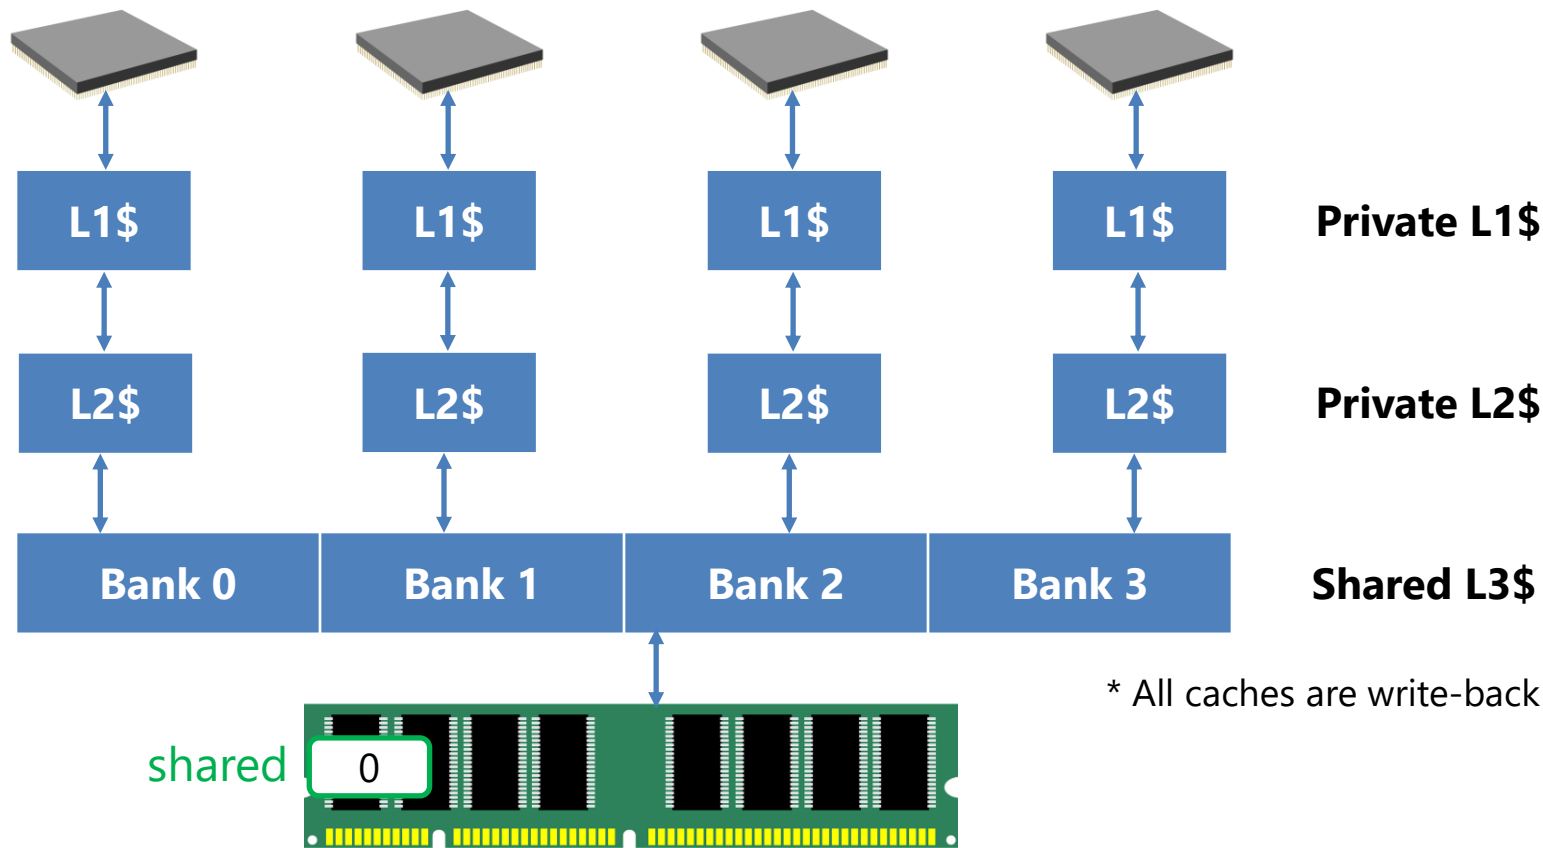 L1$ L1$ L1$ L1$ Private L1$
L2$ L2$ L2$ L2$ Private L2$
Bank 0 Bank 1 Bank 2 Bank 3 Shared L3$
* All caches are write-back
shared 0